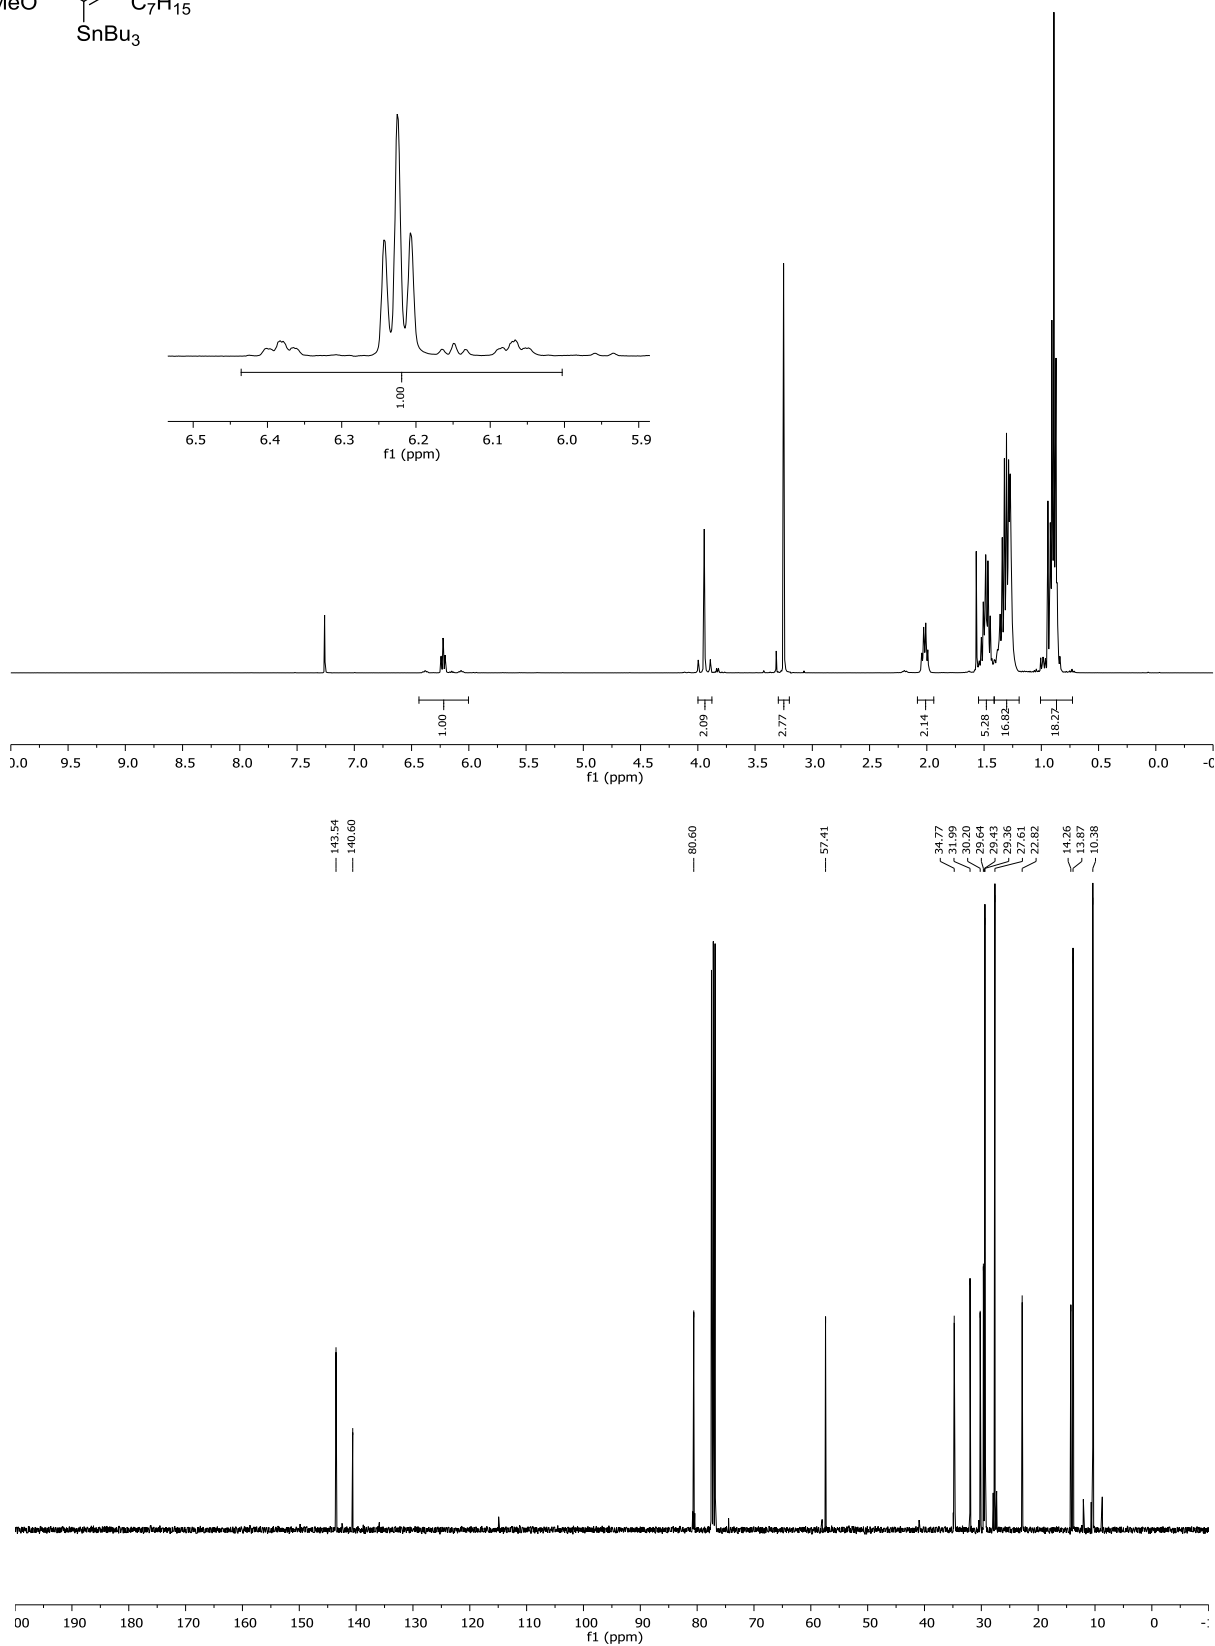 MeO C₇H₁₅
SnBu₃
1.00
6.5 6.4 6.3 6.2 6.1 6.0 5.9
f1 (ppm)
1.00 2.09 2.77 2.14 5.28 16.82 18.27
0.0 9.5 9.0 8.5 8.0 7.5 7.0 6.5 6.0 5.5 5.0 4.5 4.0 3.5 3.0 2.5 2.0 1.5 1.0 0.5 0.0 -0
f1 (ppm)
143.54 140.60 80.60 57.41 34.77 31.99 30.20 29.64 29.43 29.36 27.61 22.82 14.26 13.87 10.38
00 190 180 170 160 150 140 130 120 110 100 90 80 70 60 50 40 30 20 10 0 -1
f1 (ppm)